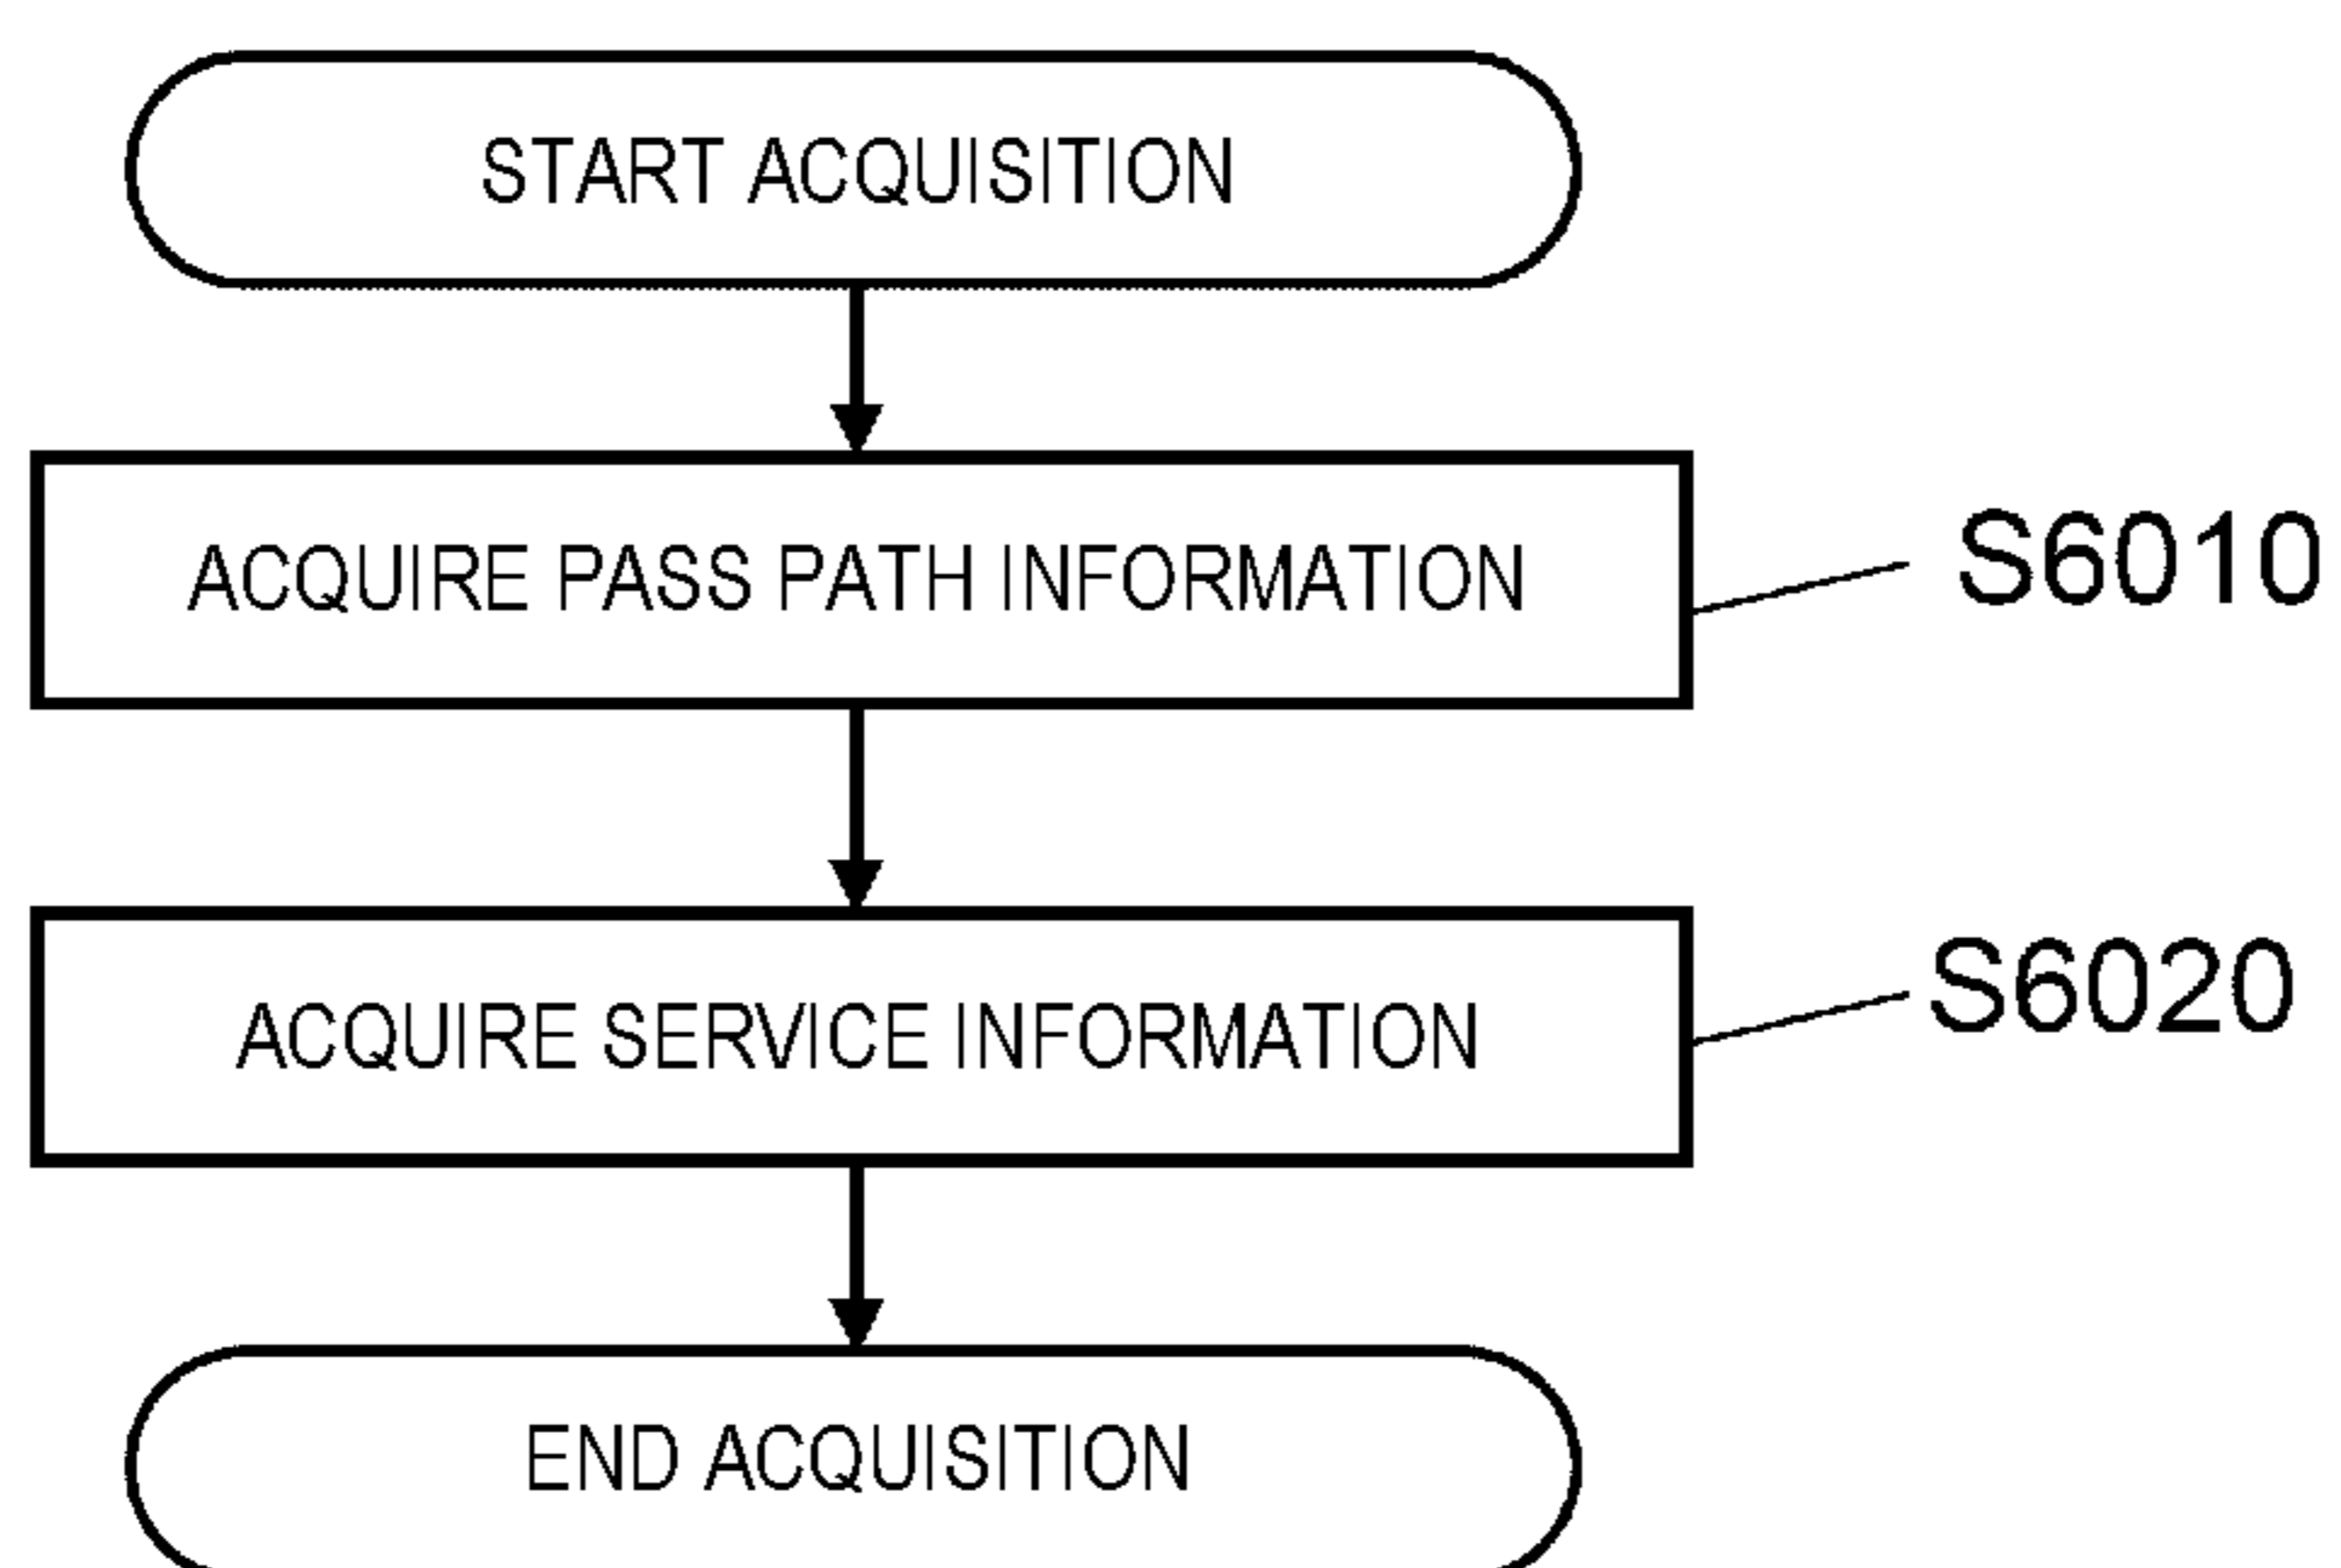 START ACQUISITION
ACQUIRE PASS PATH INFORMATION
S6010
ACQUIRE SERVICE INFORMATION
S6020
END ACQUISITION